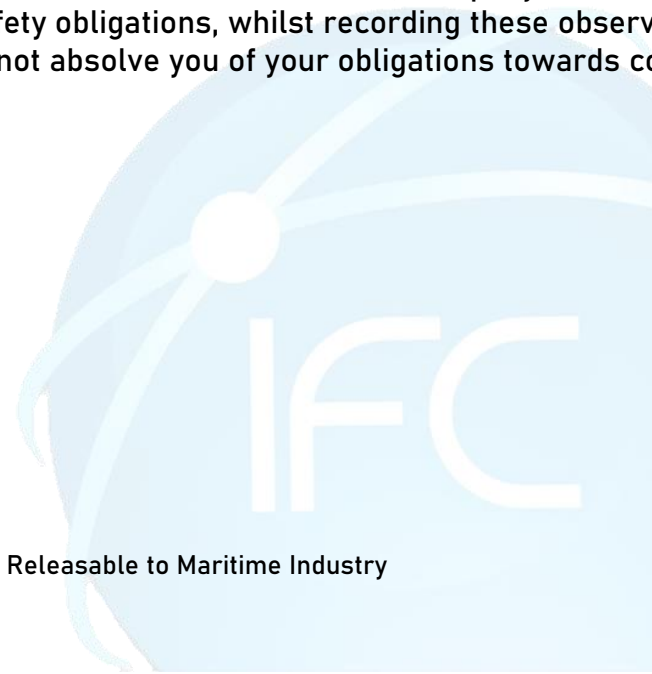 fety obligations, whilst recording these observ
not absolve you of your obligations towards co
IFC
Releasable to Maritime Industry